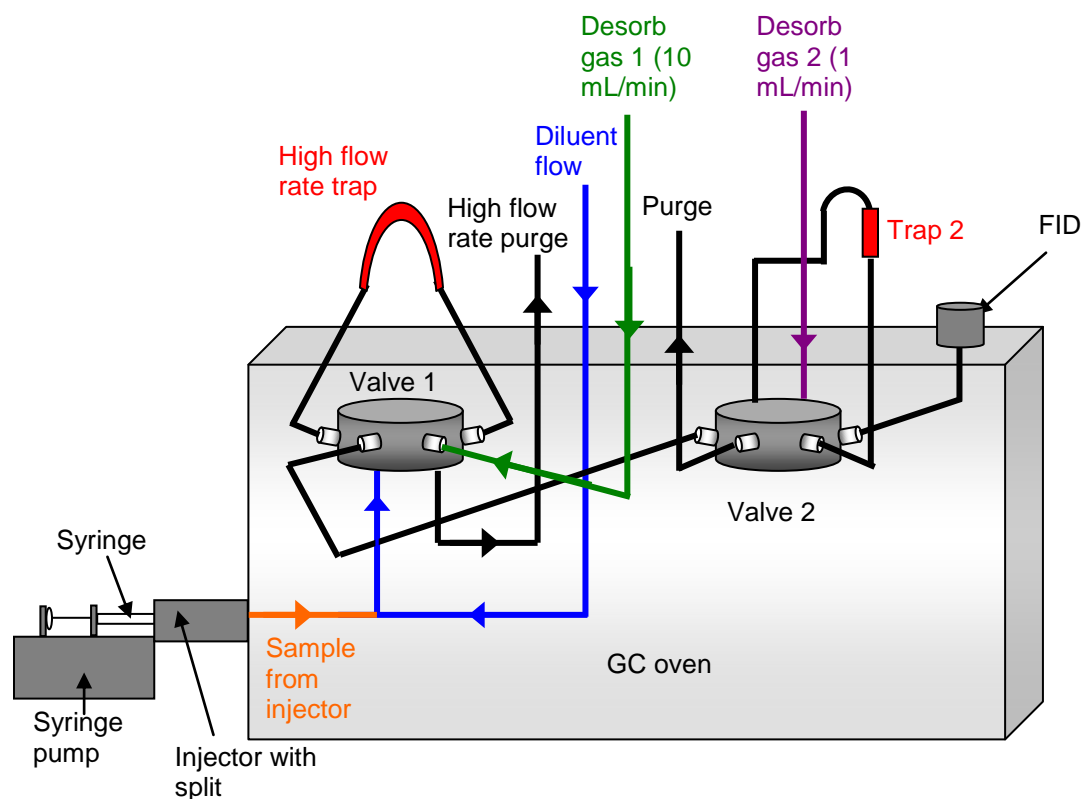 Desorb
gas 1 (10
mL/min)
Desorb
gas 2 (1
mL/min)
Diluent
flow
High flow
rate trap
High flow
rate purge
Purge
Trap 2
FID
Valve 1
Valve 2
Syringe
Sample
from
injector
GC oven
Syringe
pump
Injector with
split